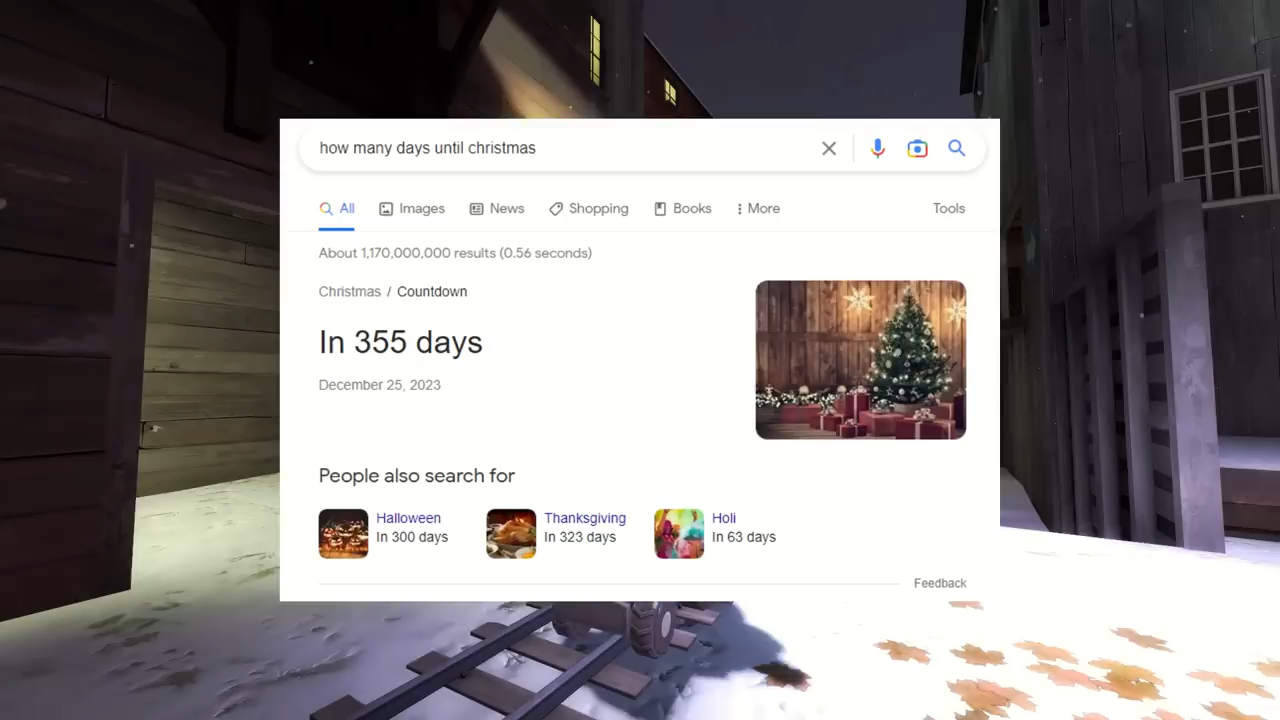 how many days until christmas
All Images News Shopping Books More Tools
About 1,170,000,000 results (0.56 seconds)
Christmas / Countdown
In 355 days
December 25, 2023
People also search for
Halloween
In 300 days
Thanksgiving
In 323 days
Holi
In 63 days
Feedback